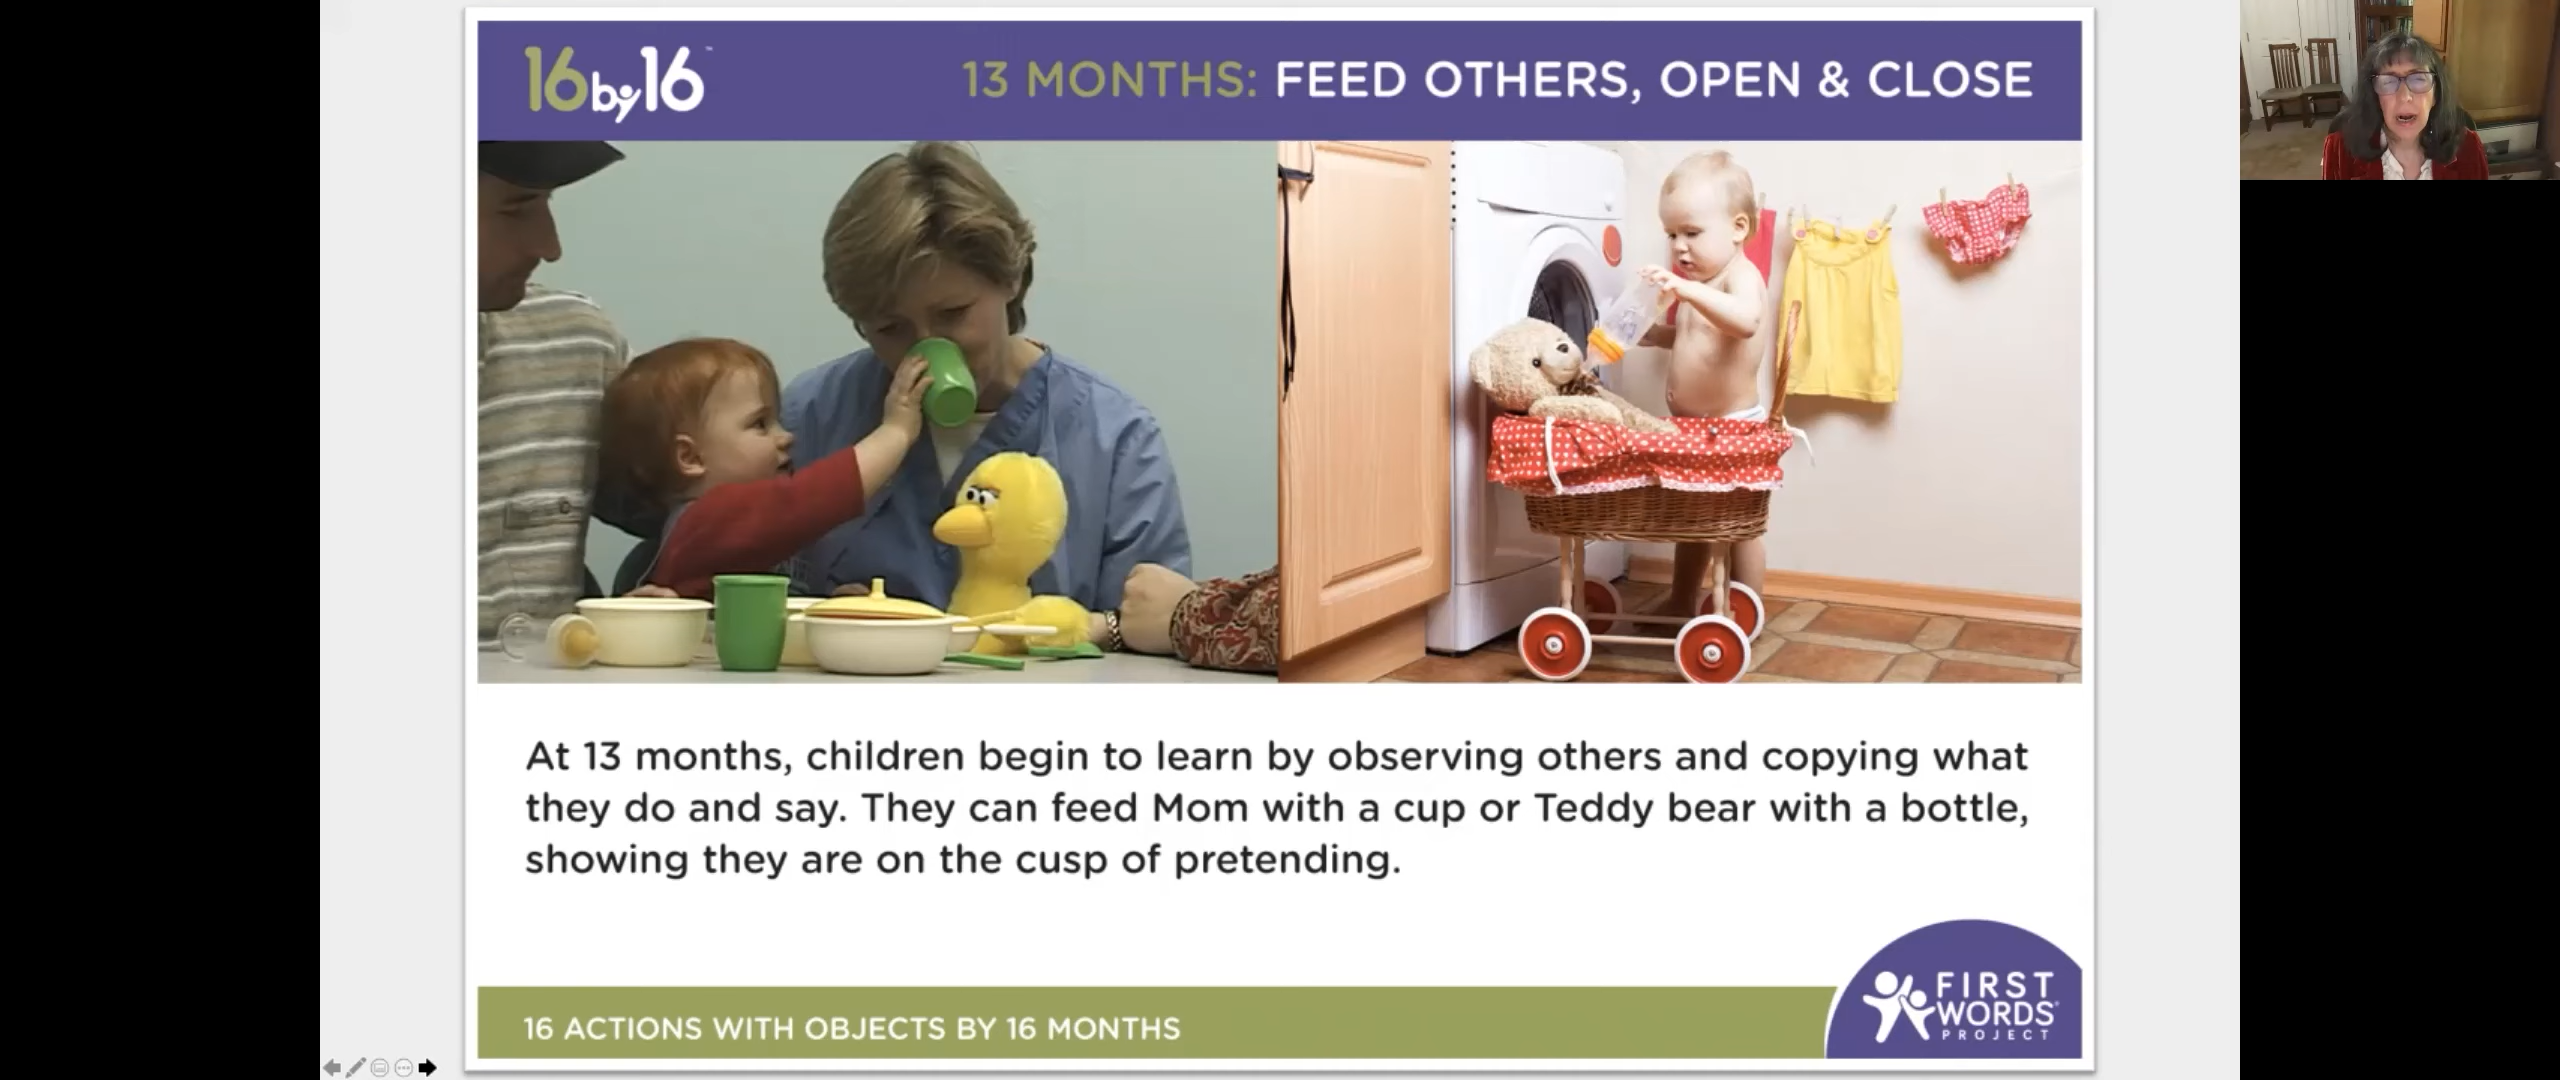 16by16™
13 MONTHS: FEED OTHERS, OPEN & CLOSE
At 13 months, children begin to learn by observing others and copying what
they do and say. They can feed Mom with a cup or Teddy bear with a bottle,
showing they are on the cusp of pretending.
16 ACTIONS WITH OBJECTS BY 16 MONTHS
FIRST
WORDS®
PROJECT